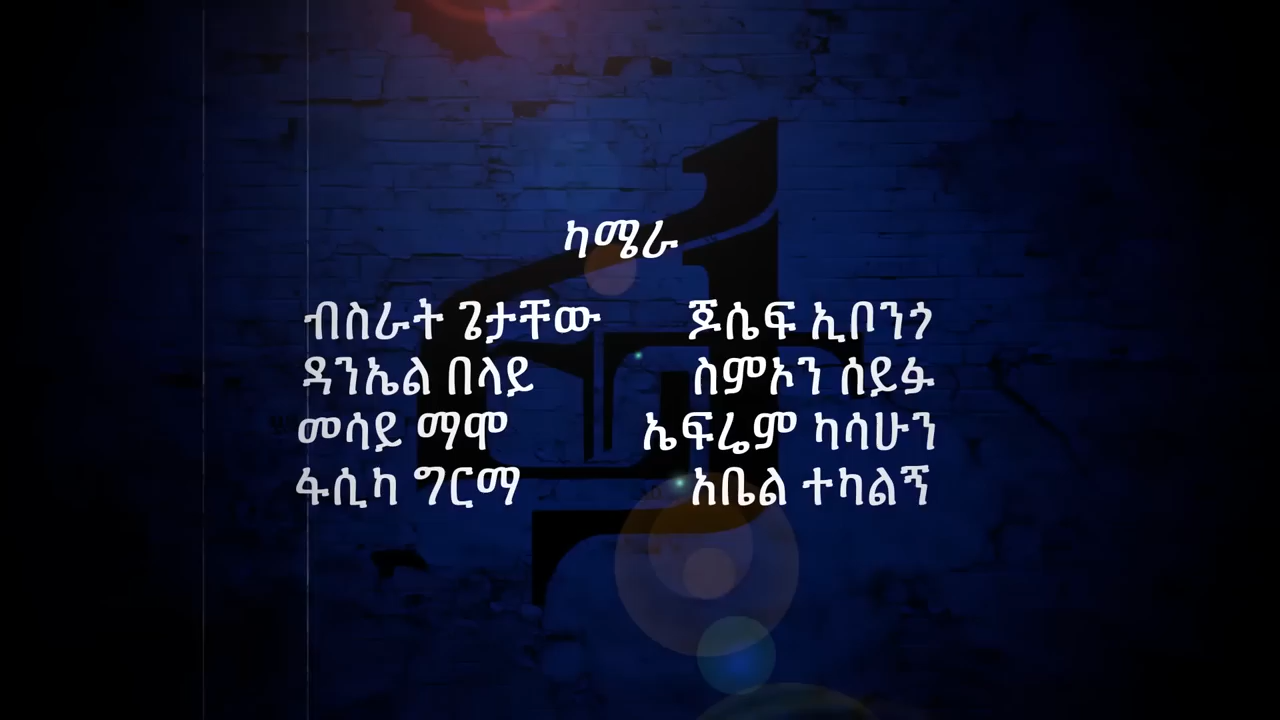 ካሜራ
ብስራት ጌታቸው ጆሴፍ ኢቦንጎ
ዳንኤል በላይ ስምኦን ሰይፉ
መሳይ ማሞ ኤፍሬም ካሳሁን
ፋሲካ ግርማ አቤል ተካልኝ